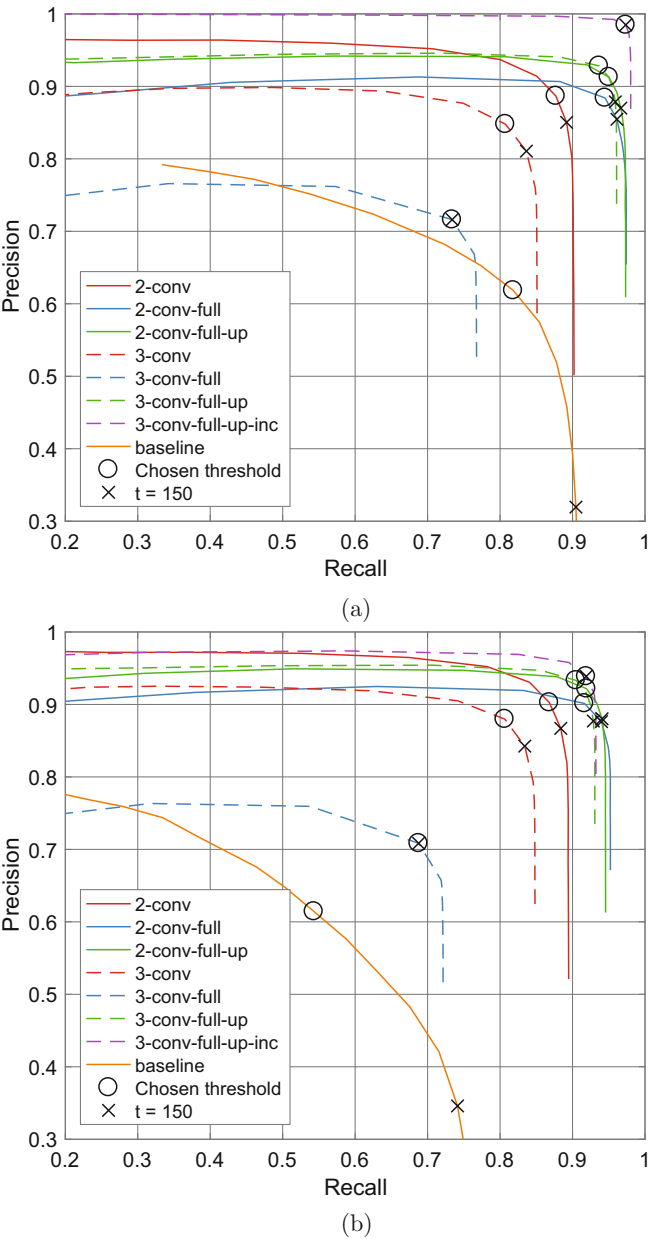 1
0.9
0.8
0.7
0.6
0.5
0.4
0.3
Precision
2-conv
2-conv-full
2-conv-full-up
3-conv
3-conv-full
3-conv-full-up
3-conv-full-up-inc
baseline
Chosen threshold
t = 150
0.2 0.3 0.4 0.5 0.6 0.7 0.8 0.9 1
Recall
(a)
1
0.9
0.8
0.7
0.6
0.5
0.4
0.3
Precision
2-conv
2-conv-full
2-conv-full-up
3-conv
3-conv-full
3-conv-full-up
3-conv-full-up-inc
baseline
Chosen threshold
t = 150
0.2 0.3 0.4 0.5 0.6 0.7 0.8 0.9 1
Recall
(b)